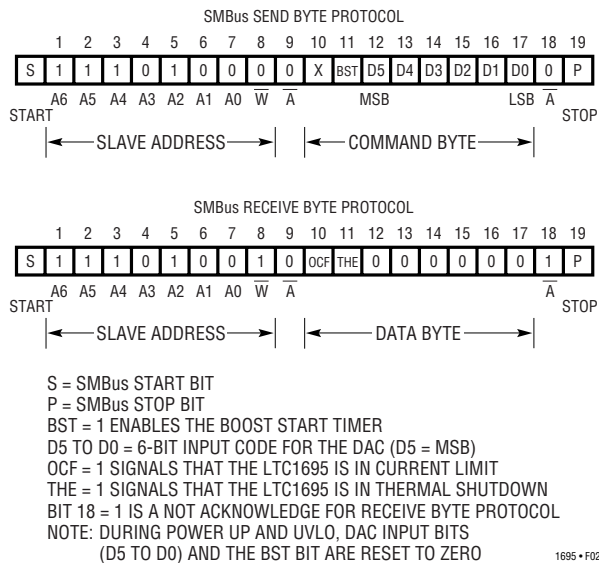 SMBus SEND BYTE PROTOCOL
1 2 3 4 5 6 7 8 9 10 11 12 13 14 15 16 17 18 19
S 1 1 1 0 1 0 0 0 0 X BST D5 D4 D3 D2 D1 D0 0 P
START A6 A5 A4 A3 A2 A1 A0 W̅ A̅ MSB LSB A̅ STOP
SLAVE ADDRESS COMMAND BYTE
SMBus RECEIVE BYTE PROTOCOL
1 2 3 4 5 6 7 8 9 10 11 12 13 14 15 16 17 18 19
S 1 1 1 0 1 0 0 1 0 OCF THE 0 0 0 0 0 0 1 P
START A6 A5 A4 A3 A2 A1 A0 W̅ A̅ A̅ STOP
SLAVE ADDRESS DATA BYTE
S = SMBus START BIT
P = SMBus STOP BIT
BST = 1 ENABLES THE BOOST START TIMER
D5 TO D0 = 6-BIT INPUT CODE FOR THE DAC (D5 = MSB)
OCF = 1 SIGNALS THAT THE LTC1695 IS IN CURRENT LIMIT
THE = 1 SIGNALS THAT THE LTC1695 IS IN THERMAL SHUTDOWN
BIT 18 = 1 IS A NOT ACKNOWLEDGE FOR RECEIVE BYTE PROTOCOL
NOTE: DURING POWER UP AND UVLO, DAC INPUT BITS
(D5 TO D0) AND THE BST BIT ARE RESET TO ZERO
1695 • F02